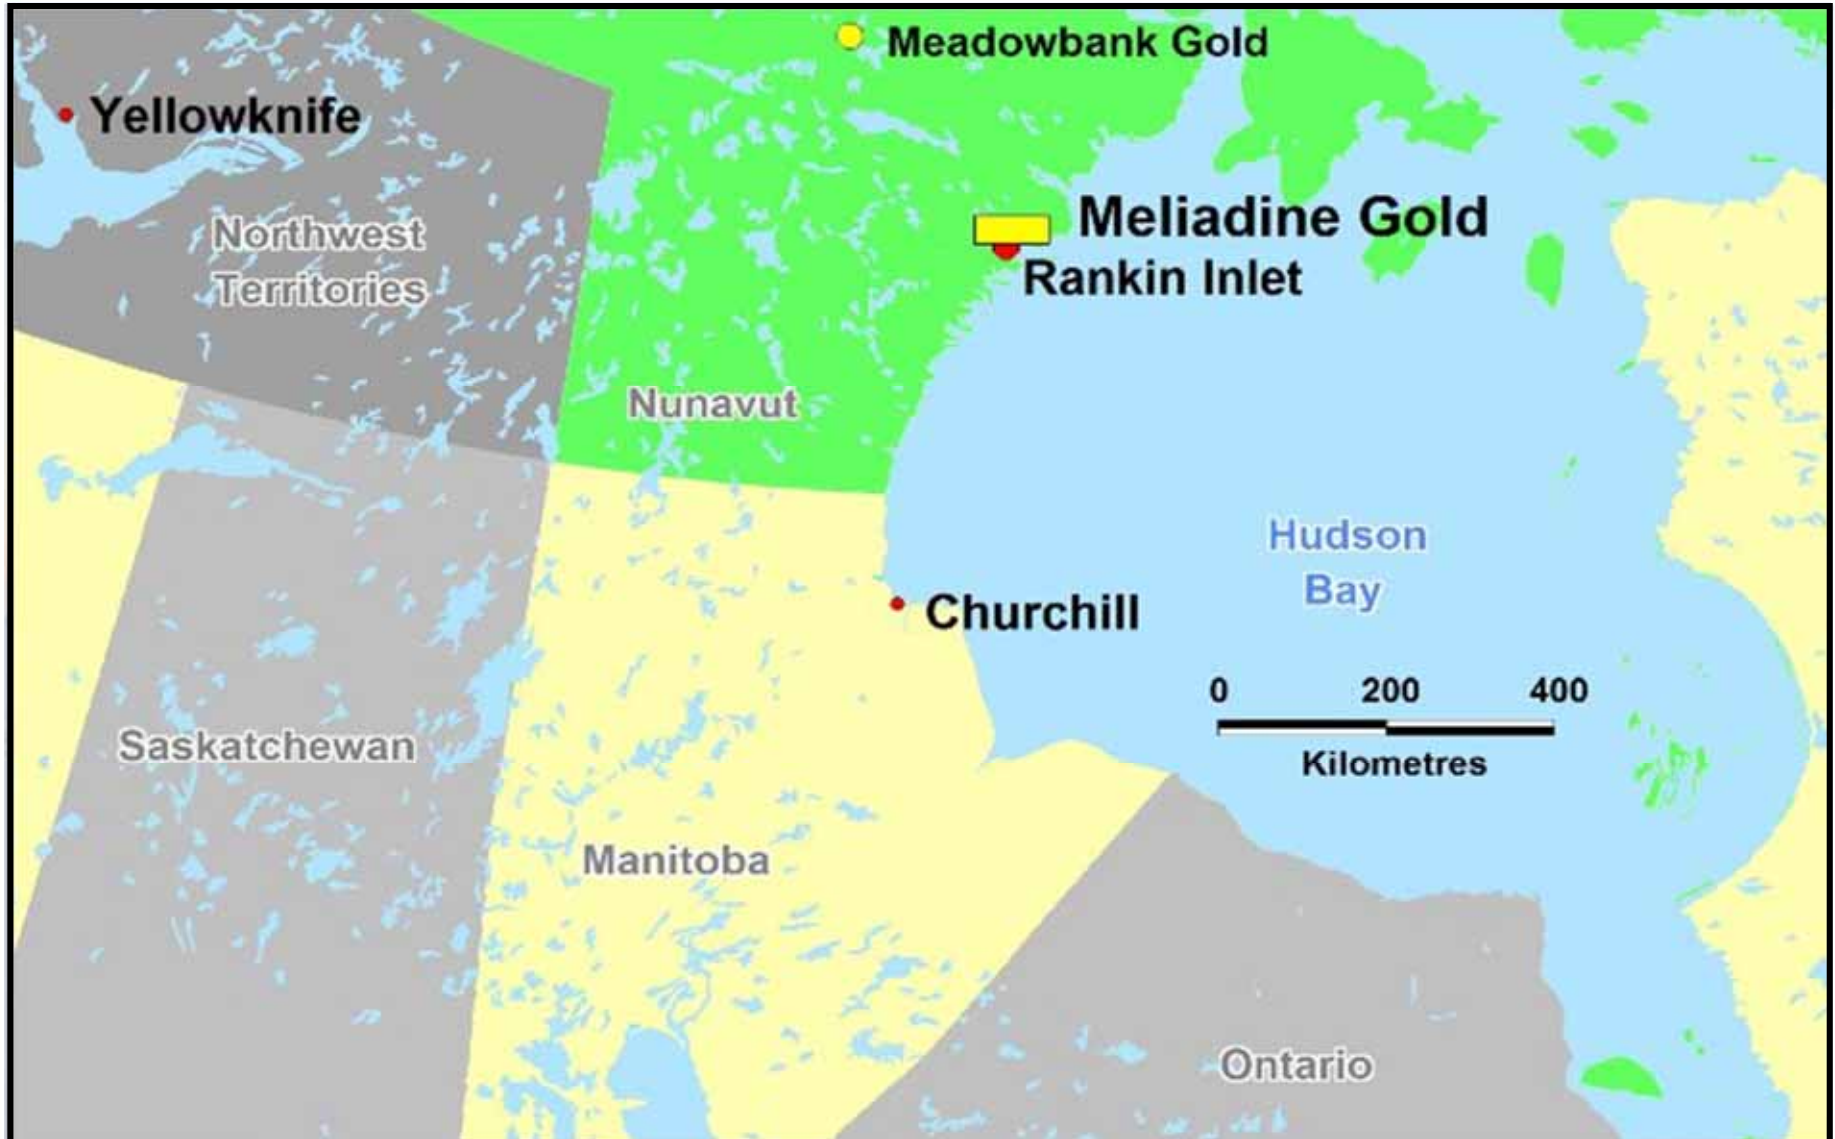 Meadowbank Gold
Yellowknife
Northwest
Territories
Meliadine Gold
Rankin Inlet
Nunavut
Hudson
Bay
Churchill
0 200 400
Kilometres
Saskatchewan
Manitoba
Ontario